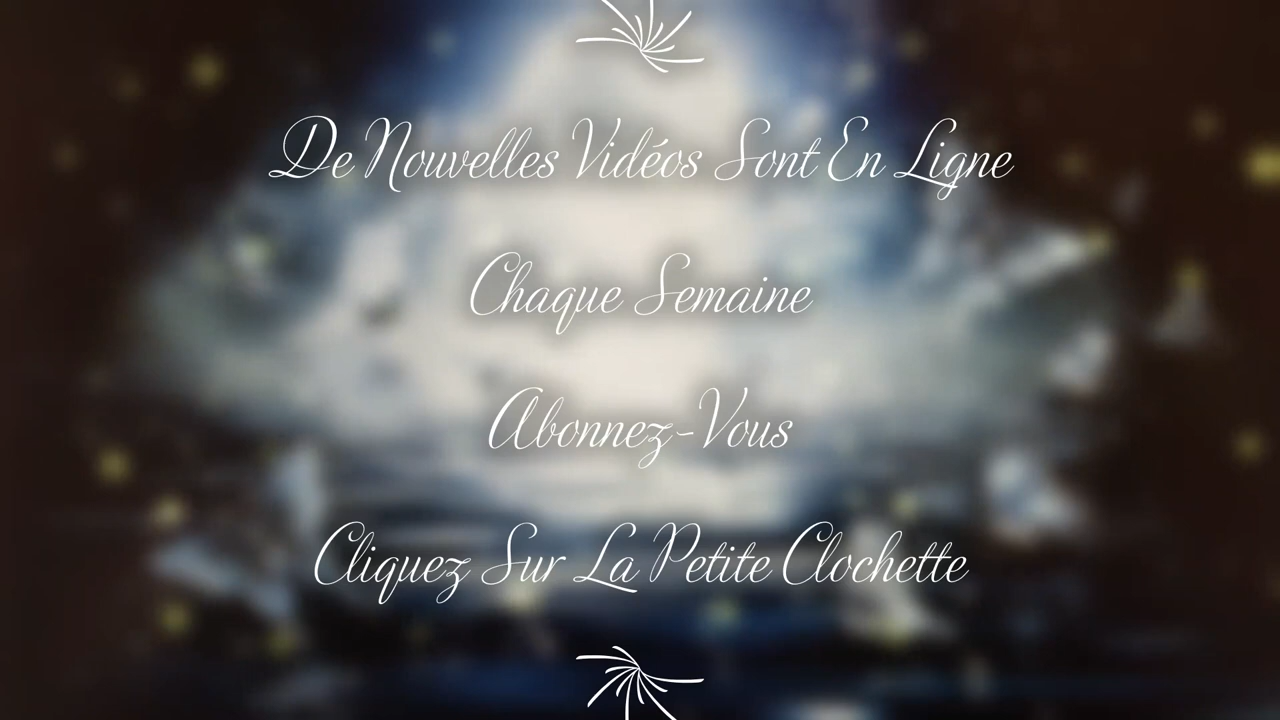 De Nouvelles Vidéos Sont En Ligne
Chaque Semaine
Abonnez-Vous
Cliquez Sur La Petite Clochette